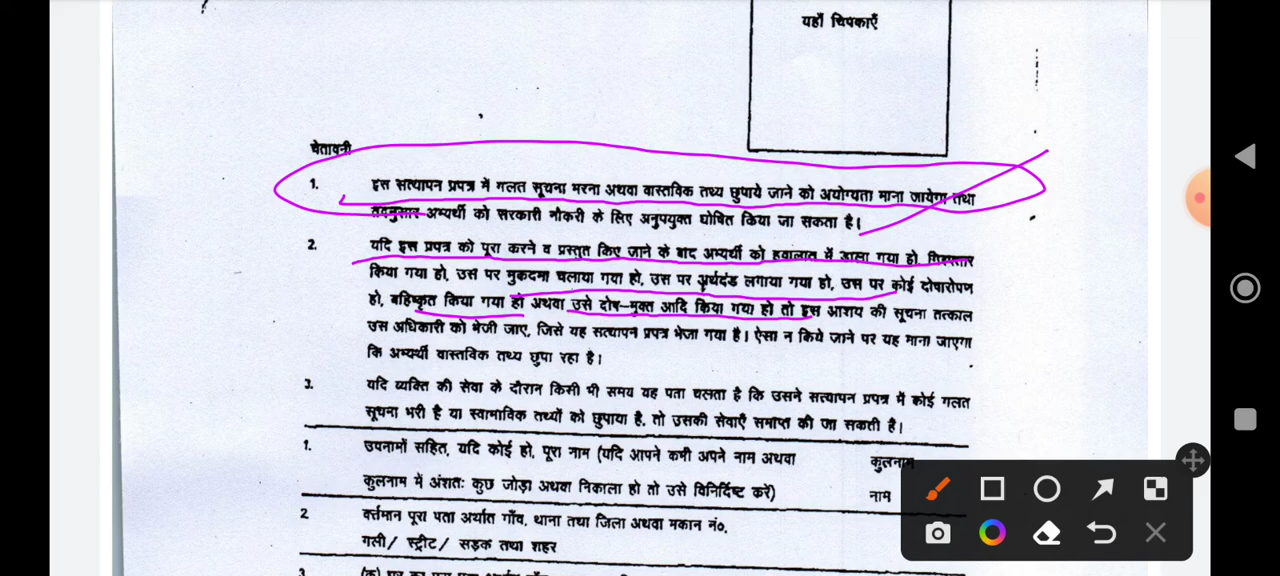 यहाँ चिपकाएँ
चेतावनी
1. इस सत्यापन प्रपत्र में गलत सूचना भरना अथवा वास्तविक तथ्य छुपाये जाने को अयोग्यता माना जायेगा तथा
तदनुसार अभ्यर्थी को सरकारी नौकरी के लिए अनुपयुक्त घोषित किया जा सकता है।
2. यदि इस प्रपत्र को पूरा करने व प्रस्तुत किए जाने के बाद अभ्यर्थी को हवालात में डाला गया हो, गिरफ्तार
किया गया हो, उस पर मुकदमा चलाया गया हो, उस पर अर्थदंड लगाया गया हो, उस पर कोई दोषारोपण
हो, बहिष्कृत किया गया हो अथवा उसे दोष-मुक्त आदि किया गया हो तो इस आशय की सूचना तत्काल
उस अधिकारी को भेजी जाए, जिसे यह सत्यापन प्रपत्र भेजा गया है। ऐसा न किये जाने पर यह माना जाएगा
कि अभ्यर्थी वास्तविक तथ्य छुपा रहा है।
3. यदि व्यक्ति की सेवा के दौरान किसी भी समय यह पता चलता है कि उसने सत्यापन प्रपत्र में कोई गलत
सूचना भरी है या स्वाभाविक तथ्यों को छुपाया है, तो उसकी सेवाएँ समाप्त की जा सकती है।
1. उपनामों सहित, यदि कोई हो, पूरा नाम (यदि आपने कभी अपने नाम अथवा कुलनाम
कुलनाम में अंशतः कुछ जोड़ा अथवा निकाला हो तो उसे विनिर्दिष्ट करें) नाम
2 वर्त्तमान पूरा पता अर्थात गाँव, थाना तथा जिला अथवा मकान नं०,
गली/ स्ट्रीट/ सड़क तथा शहर